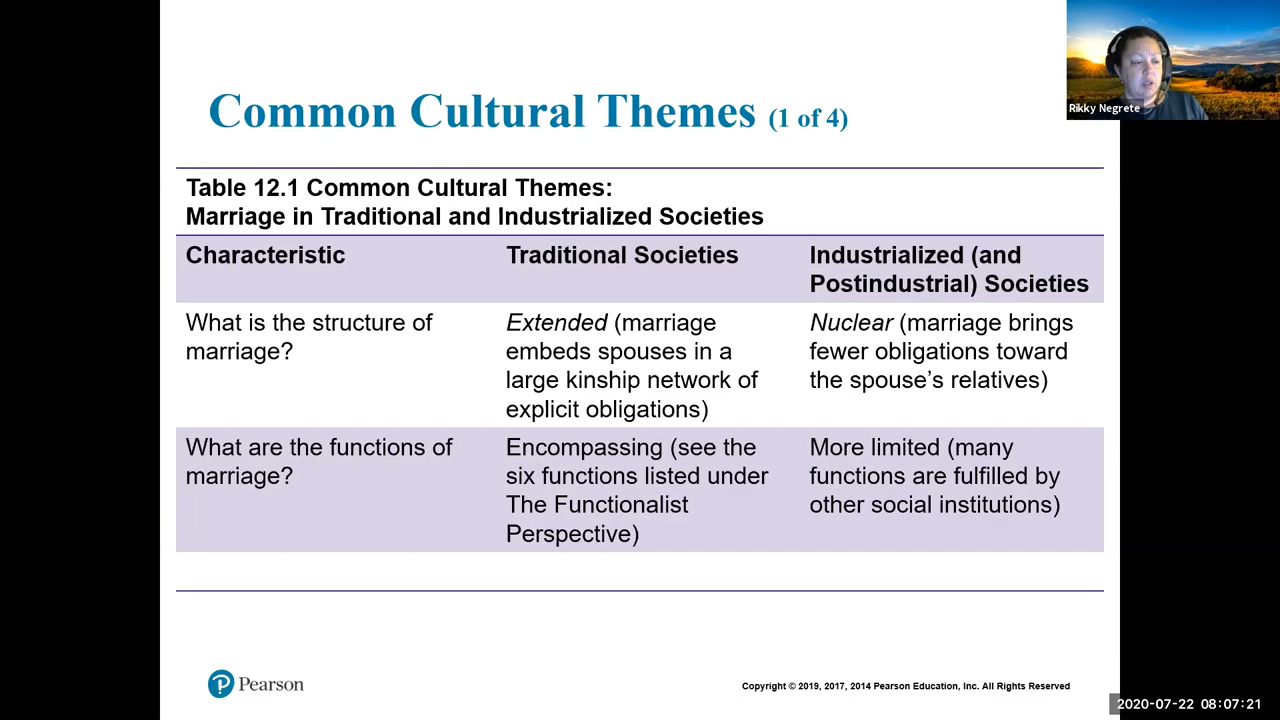 Rikky Negrete
Common Cultural Themes (1 of 4)
Table 12.1 Common Cultural Themes:
Marriage in Traditional and Industrialized Societies
Characteristic
Traditional Societies
Industrialized (and
Postindustrial) Societies
What is the structure of
marriage?
Extended (marriage
embeds spouses in a
large kinship network of
explicit obligations)
Nuclear (marriage brings
fewer obligations toward
the spouse’s relatives)
What are the functions of
marriage?
Encompassing (see the
six functions listed under
The Functionalist
Perspective)
More limited (many
functions are fulfilled by
other social institutions)
Pearson
Copyright © 2019, 2017, 2014 Pearson Education, Inc. All Rights Reserved
2020-07-22 08:07:21